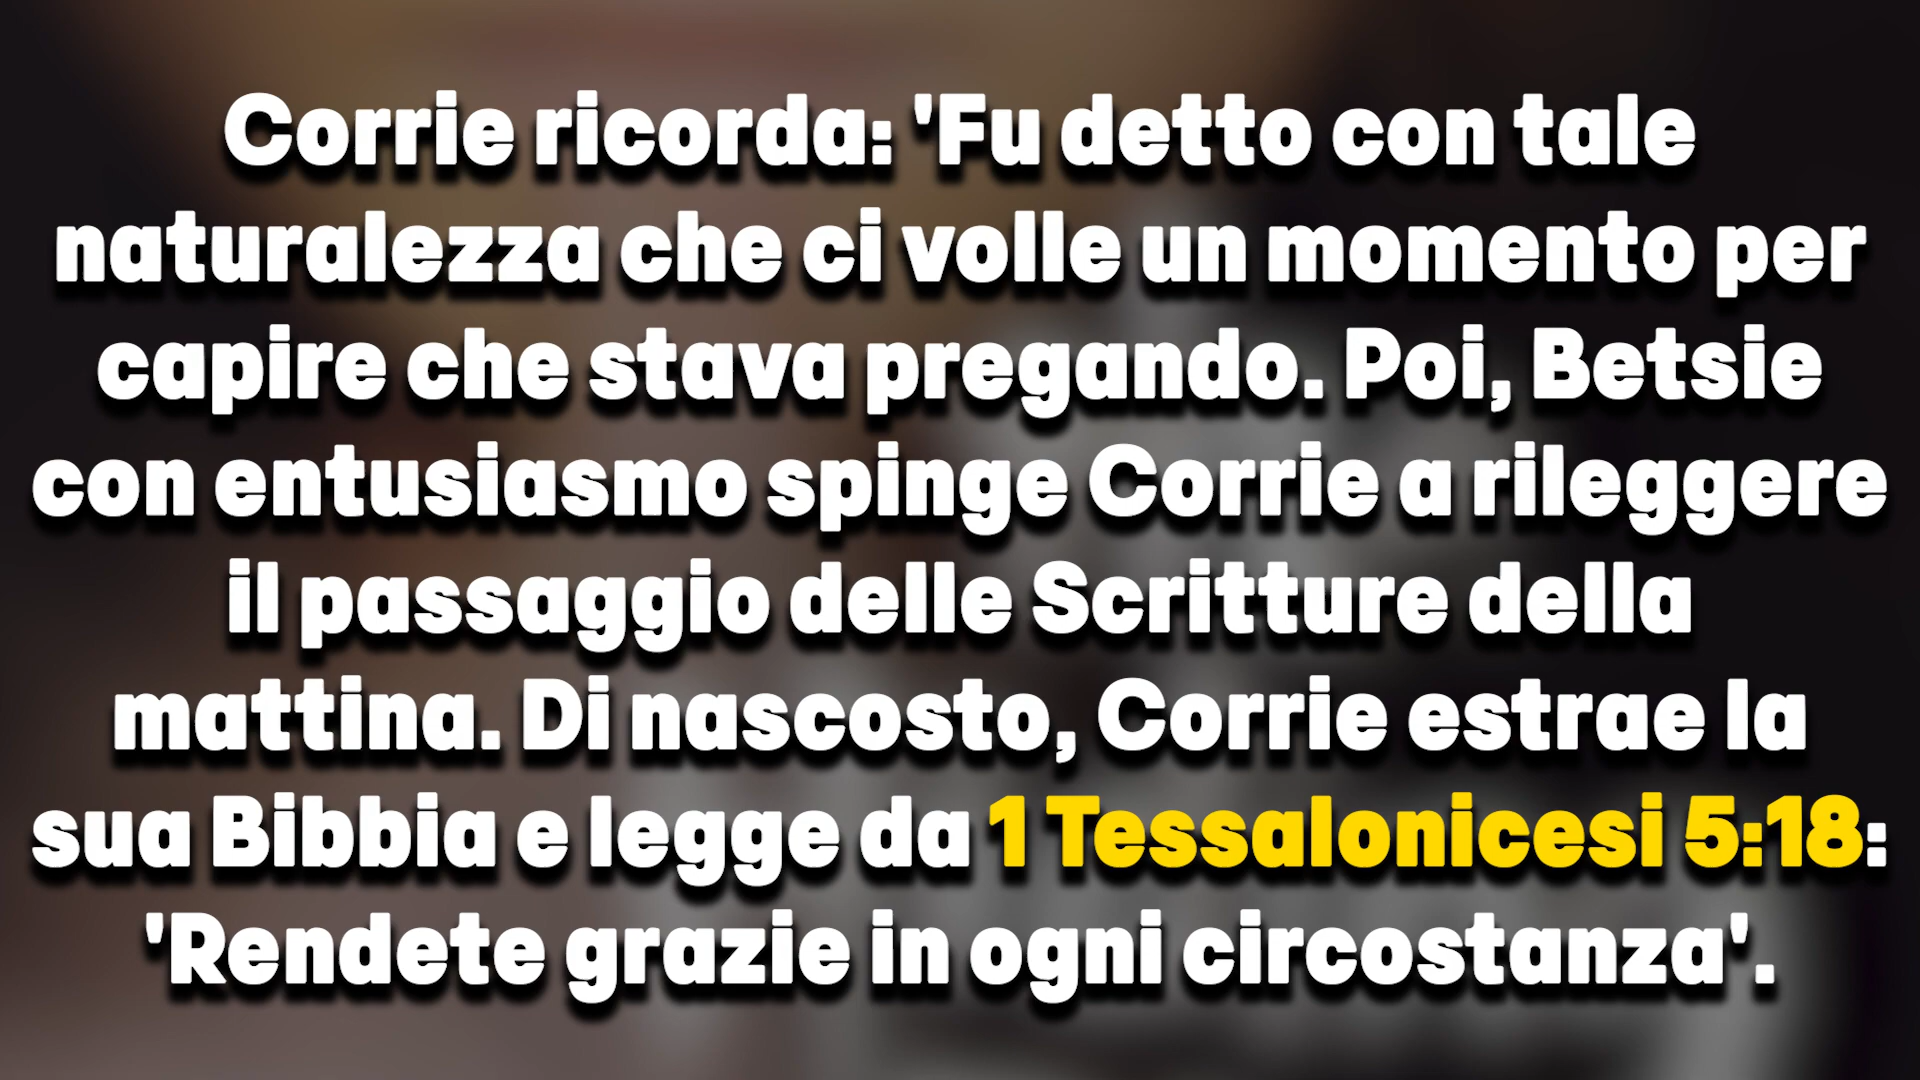 Corrie ricorda: 'Fu detto con tale
naturalezza che ci volle un momento per
capire che stava pregando. Poi, Betsie
con entusiasmo spinge Corrie a rileggere
il passaggio delle Scritture della
mattina. Di nascosto, Corrie estrae la
sua Bibbia e legge da 1 Tessalonicesi 5:18:
'Rendete grazie in ogni circostanza'.